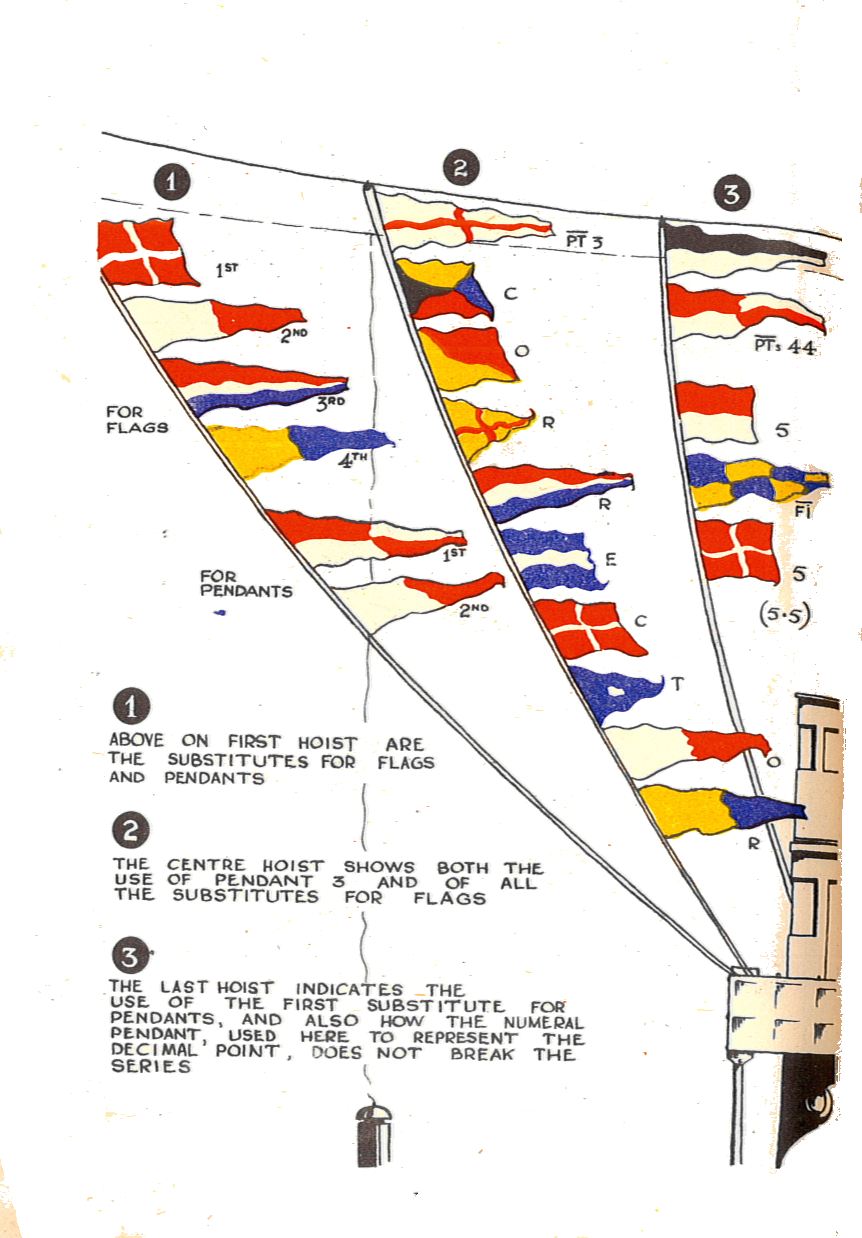 1
2
3
1ST
2ND
3RD
4TH
FOR
FLAGS
FOR
PENDANTS
1ST
2ND
PT 3
C
O
R
R
E
C
T
O
R
PTs 44
5
FI
5
(5·5)
1
ABOVE ON FIRST HOIST ARE
THE SUBSTITUTES FOR FLAGS
AND PENDANTS
2
THE CENTRE HOIST SHOWS BOTH THE
USE OF PENDANT 3 AND OF ALL
THE SUBSTITUTES FOR FLAGS
3
THE LAST HOIST INDICATES THE
USE OF THE FIRST SUBSTITUTE FOR
PENDANTS, AND ALSO HOW THE NUMERAL
PENDANT, USED HERE TO REPRESENT THE
DECIMAL POINT, DOES NOT BREAK THE
SERIES